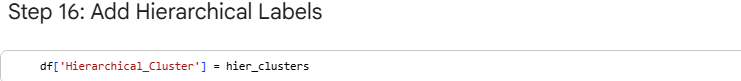 Step 16: Add Hierarchical Labels
df['Hierarchical_Cluster'] = hier_clusters